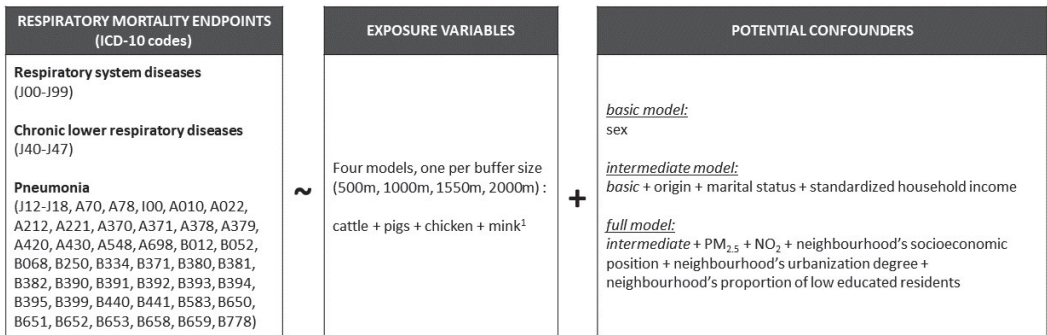 RESPIRATORY MORTALITY ENDPOINTS
(ICD-10 codes)
Respiratory system diseases
(J00-J99)
Chronic lower respiratory diseases
(J40-J47)
Pneumonia
(J12-J18, A70, A78, I00, A010, A022,
A212, A221, A370, A371, A378, A379,
A420, A430, A548, A698, B012, B052,
B068, B250, B334, B371, B380, B381,
B382, B390, B391, B392, B393, B394,
B395, B399, B440, B441, B583, B650,
B651, B652, B653, B658, B659, B778)
~
EXPOSURE VARIABLES
Four models, one per buffer size
(500m, 1000m, 1550m, 2000m) :
cattle + pigs + chicken + mink¹
+
POTENTIAL CONFOUNDERS
basic model:
sex
intermediate model:
basic + origin + marital status + standardized household income
full model:
intermediate + PM₂.₅ + NO₂ + neighbourhood's socioeconomic
position + neighbourhood's urbanization degree +
neighbourhood's proportion of low educated residents